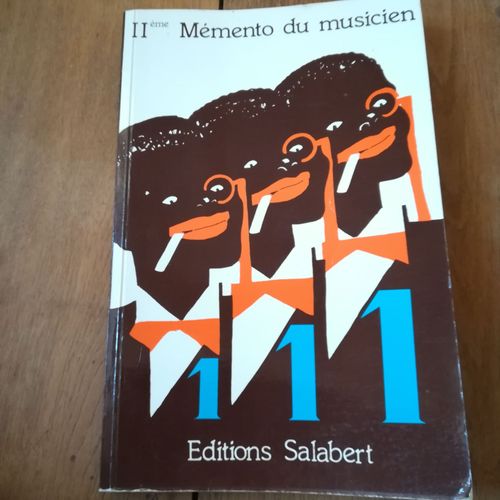 IIème Mémento du musicien
1 1 1
Editions Salabert